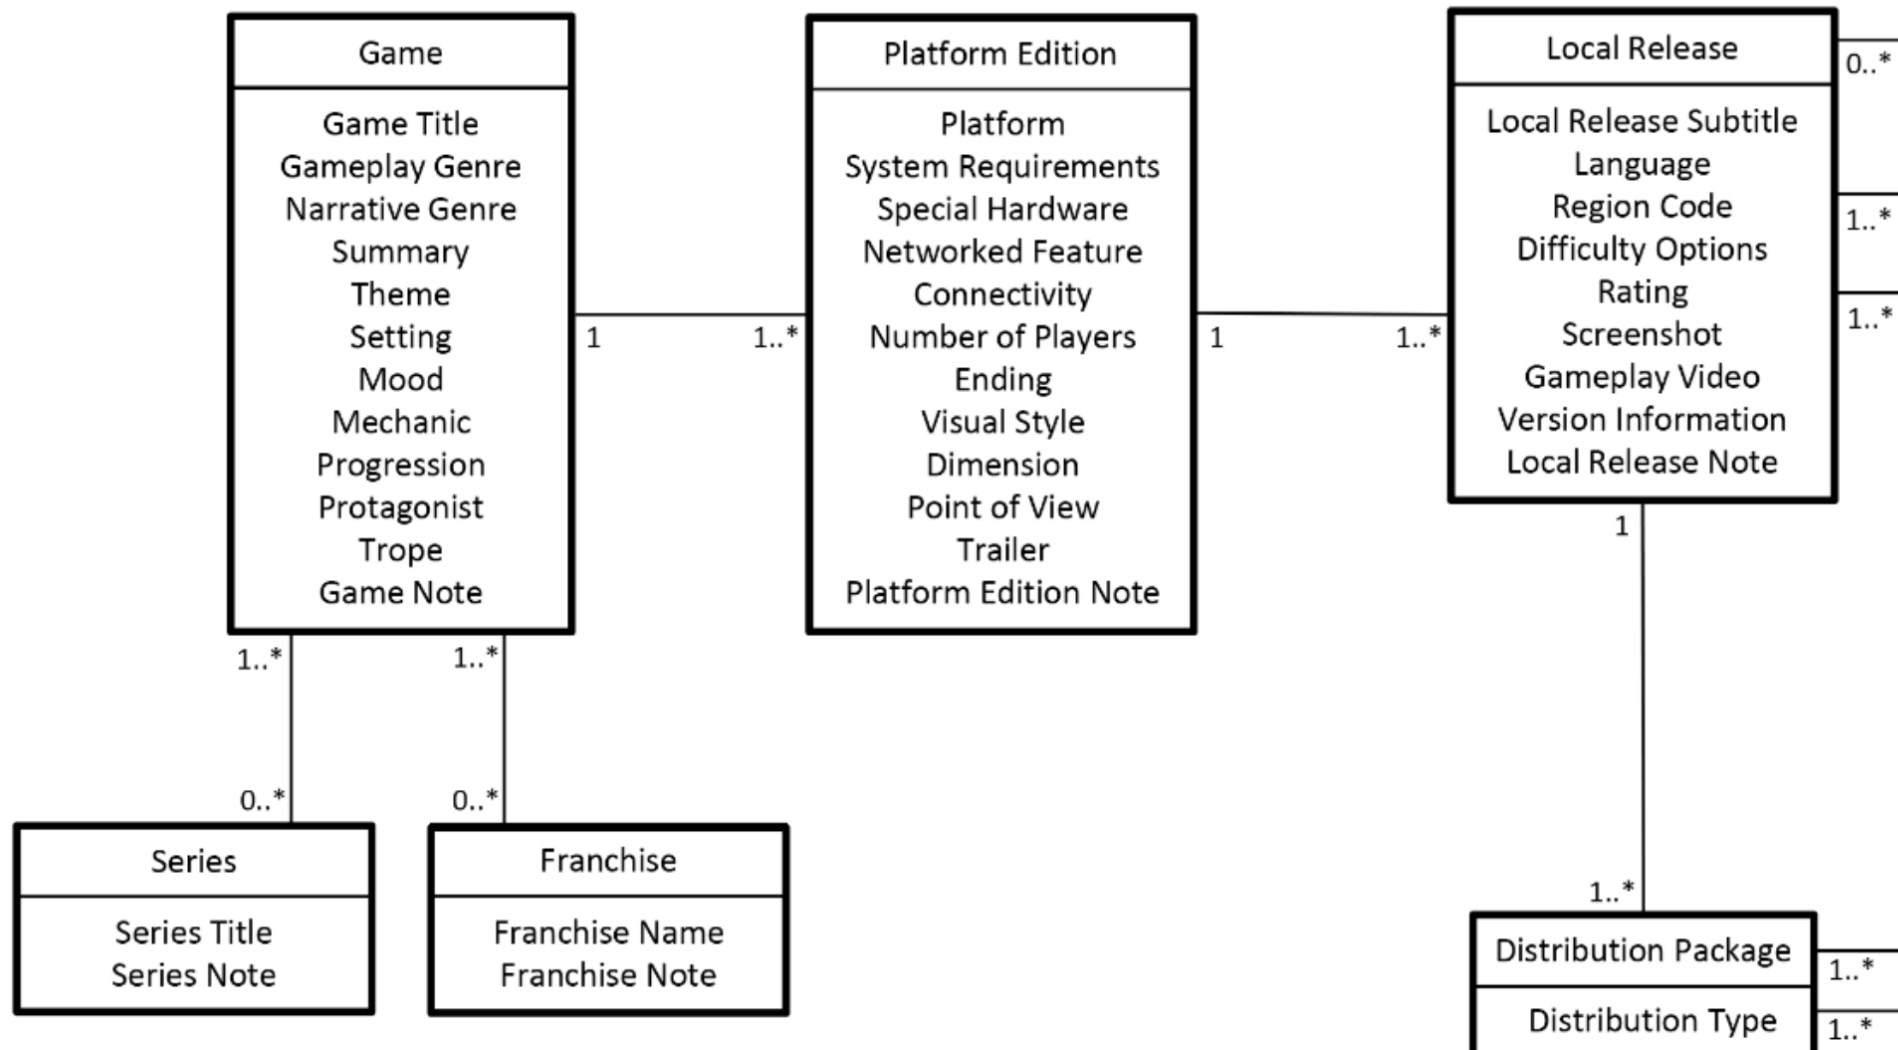 Game
Game Title
Gameplay Genre
Narrative Genre
Summary
Theme
Setting
Mood
Mechanic
Progression
Protagonist
Trope
Game Note
1
1..*
Platform Edition
Platform
System Requirements
Special Hardware
Networked Feature
Connectivity
Number of Players
Ending
Visual Style
Dimension
Point of View
Trailer
Platform Edition Note
1
1..*
Local Release
Local Release Subtitle
Language
Region Code
Difficulty Options
Rating
Screenshot
Gameplay Video
Version Information
Local Release Note
0..*
1..*
1..*
1..*
1..*
0..*
0..*
Series
Series Title
Series Note
Franchise
Franchise Name
Franchise Note
1
1..*
Distribution Package
Distribution Type
1..*
1..*